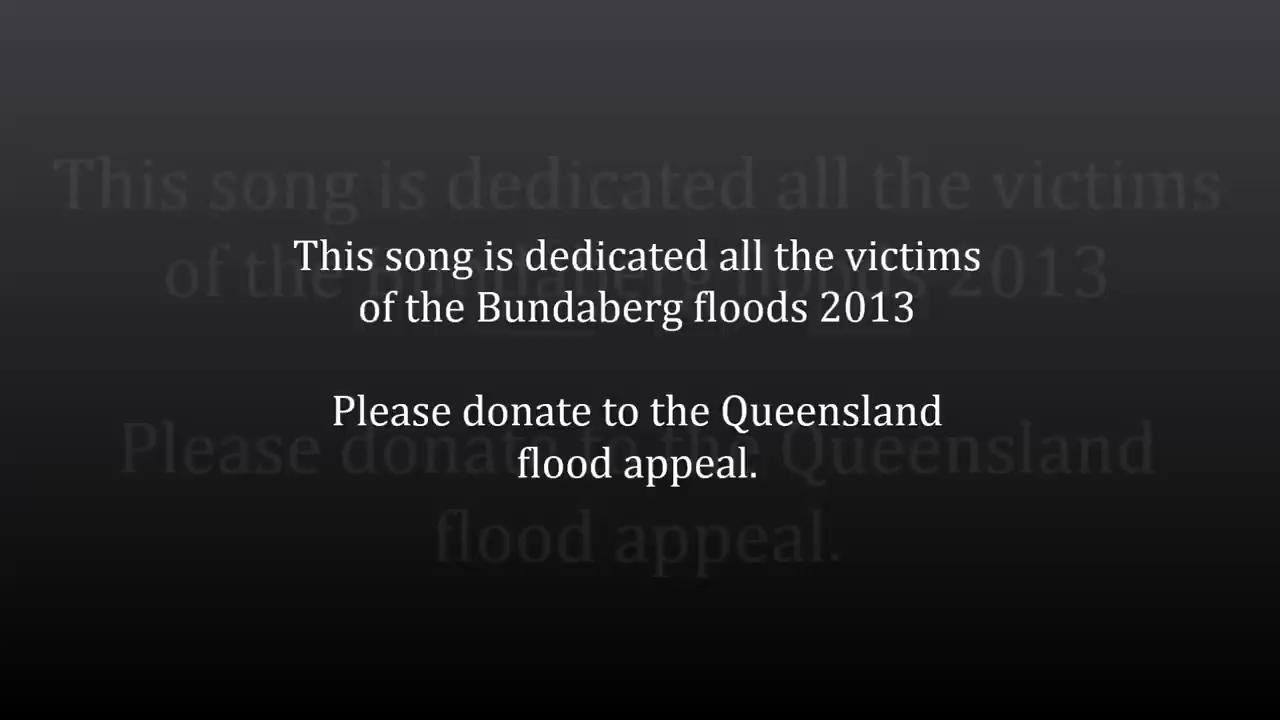 This song is dedicated all the victims
of the Bundaberg floods 2013
Please donate to the Queensland
flood appeal.